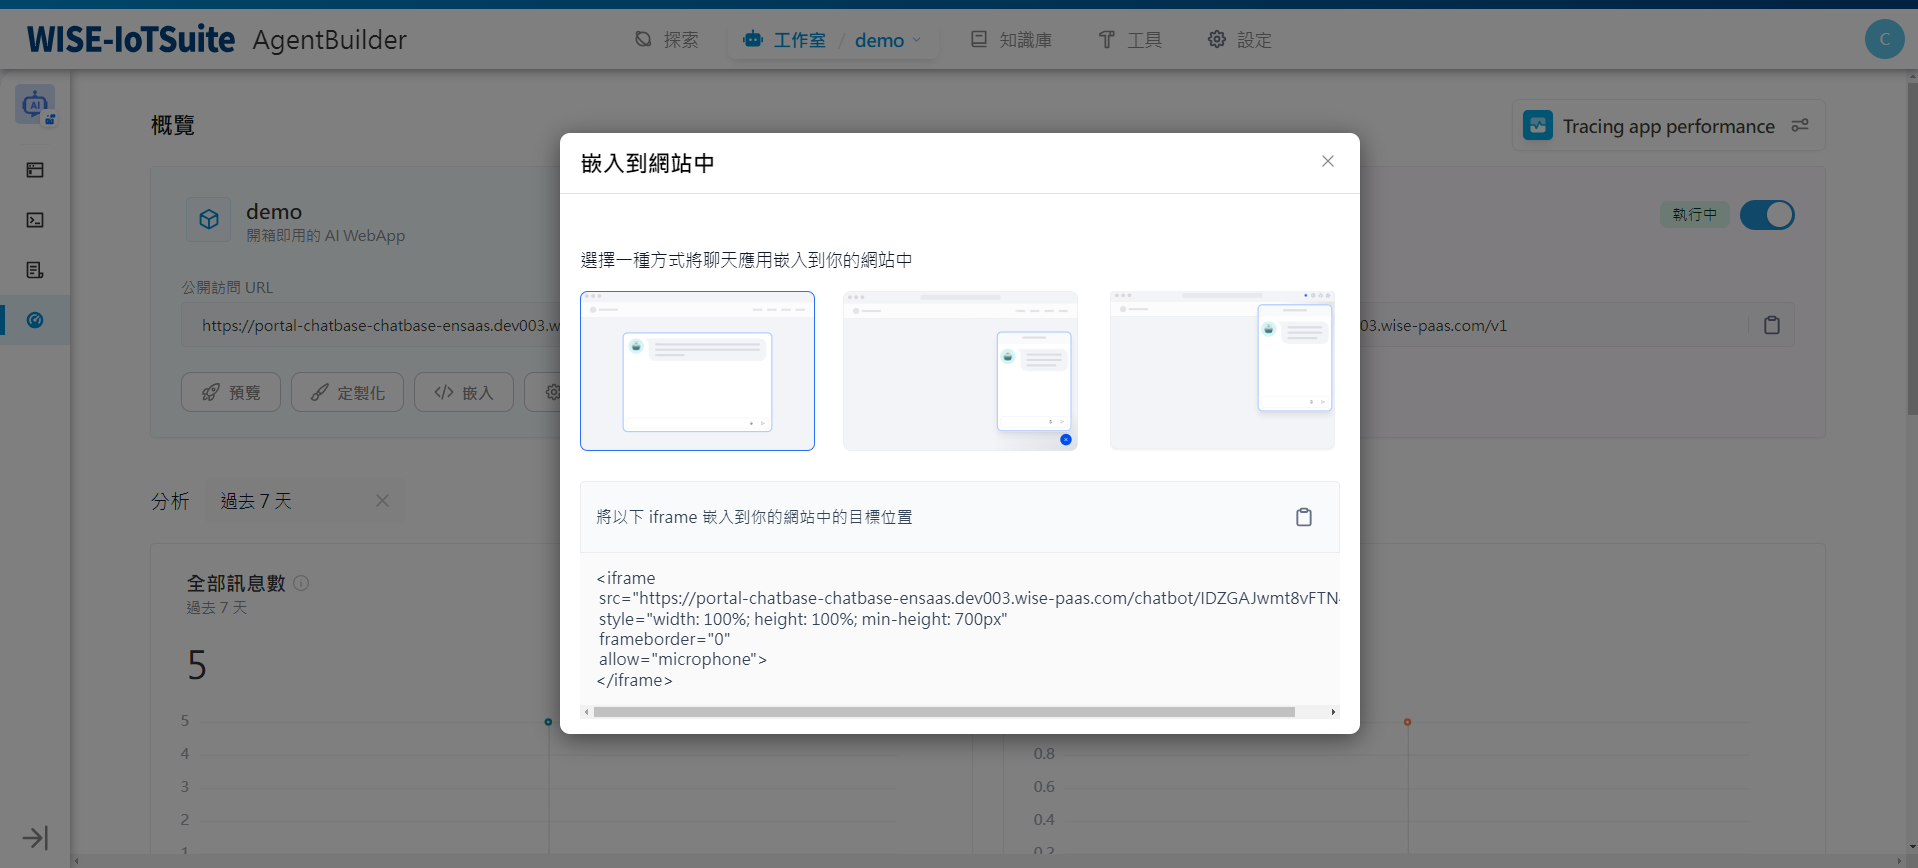 WISE-IoTSuite AgentBuilder
探索
工作室 / demo
知識庫
工具
設定
C
概覽
Tracing app performance
demo
開箱即用的 AI WebApp
執行中
公開訪問 URL
https://portal-chatbase-chatbase-ensaas.dev003.w
03.wise-paas.com/v1
預覽
定製化
嵌入
分析
過去 7 天
全部訊息數
過去 7 天
5
5
4
3
2
1
0.8
0.6
0.4
0.2
嵌入到網站中
選擇一種方式將聊天應用嵌入到你的網站中
將以下 iframe 嵌入到你的網站中的目標位置
<iframe
src="https://portal-chatbase-chatbase-ensaas.dev003.wise-paas.com/chatbot/IDZGAJwmt8vFTN
style="width: 100%; height: 100%; min-height: 700px"
frameborder="0"
allow="microphone">
</iframe>